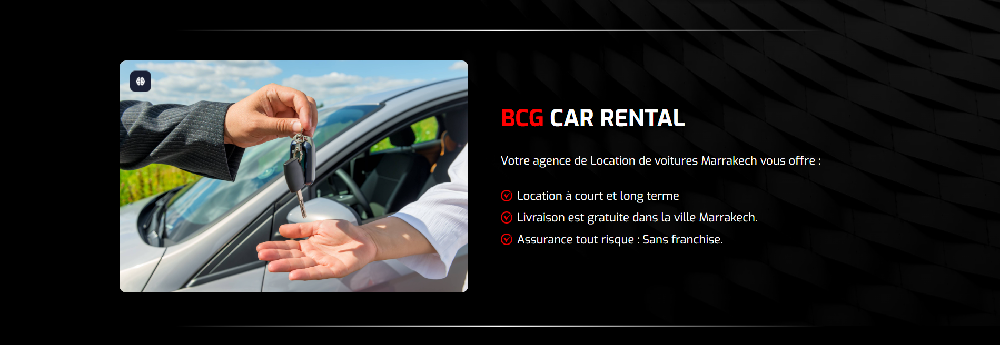 BCG CAR RENTAL
Votre agence de Location de voitures Marrakech vous offre :
Location à court et long terme
Livraison est gratuite dans la ville Marrakech.
Assurance tout risque : Sans franchise.